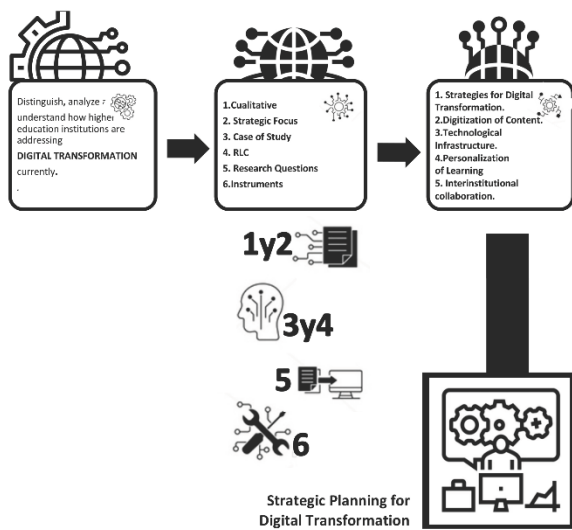 Distinguish, analyze
understand how higher
education institutions are
addressing
DIGITAL TRANSFORMATION
currently.
.
1.Cualitative
2. Strategic Focus
3. Case of Study
4. RLC
5. Research Questions
6.Instruments
1. Strategies for Digital
Transformation.
2.Digitization of Content.
3.Technological
Infrastructure.
4.Personalization
of Learning
5. Interinstitutional
collaboration.
1y2
3y4
5
6
Strategic Planning for
Digital Transformation